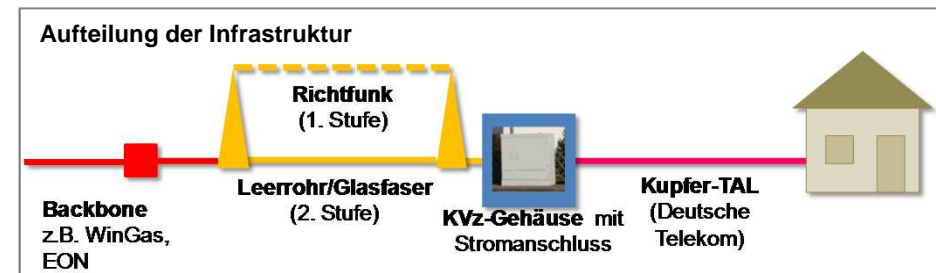 Aufteilung der Infrastruktur
Richtfunk
(1. Stufe)
Leerrohr/Glasfaser
(2. Stufe)
Backbone
z.B. WinGas,
EON
KVz-Gehäuse mit
Stromanschluss
Kupfer-TAL
(Deutsche
Telekom)